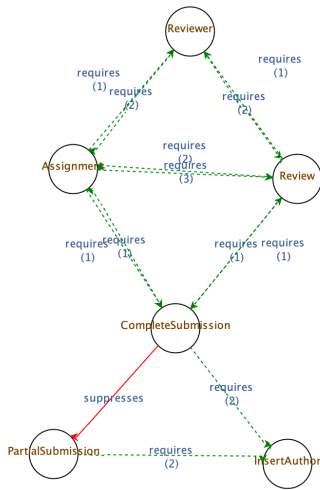 Reviewer
requires
(1)
requires
(1)
requires
(2)
requires
(2)
requires
(2)
Assignment
requires
(3)
Review
requires
(1)
requires
(1)
requires
(1)
requires
(1)
CompleteSubmission
suppresses
requires
(2)
PartialSubmission
requires
(2)
InsertAuthor